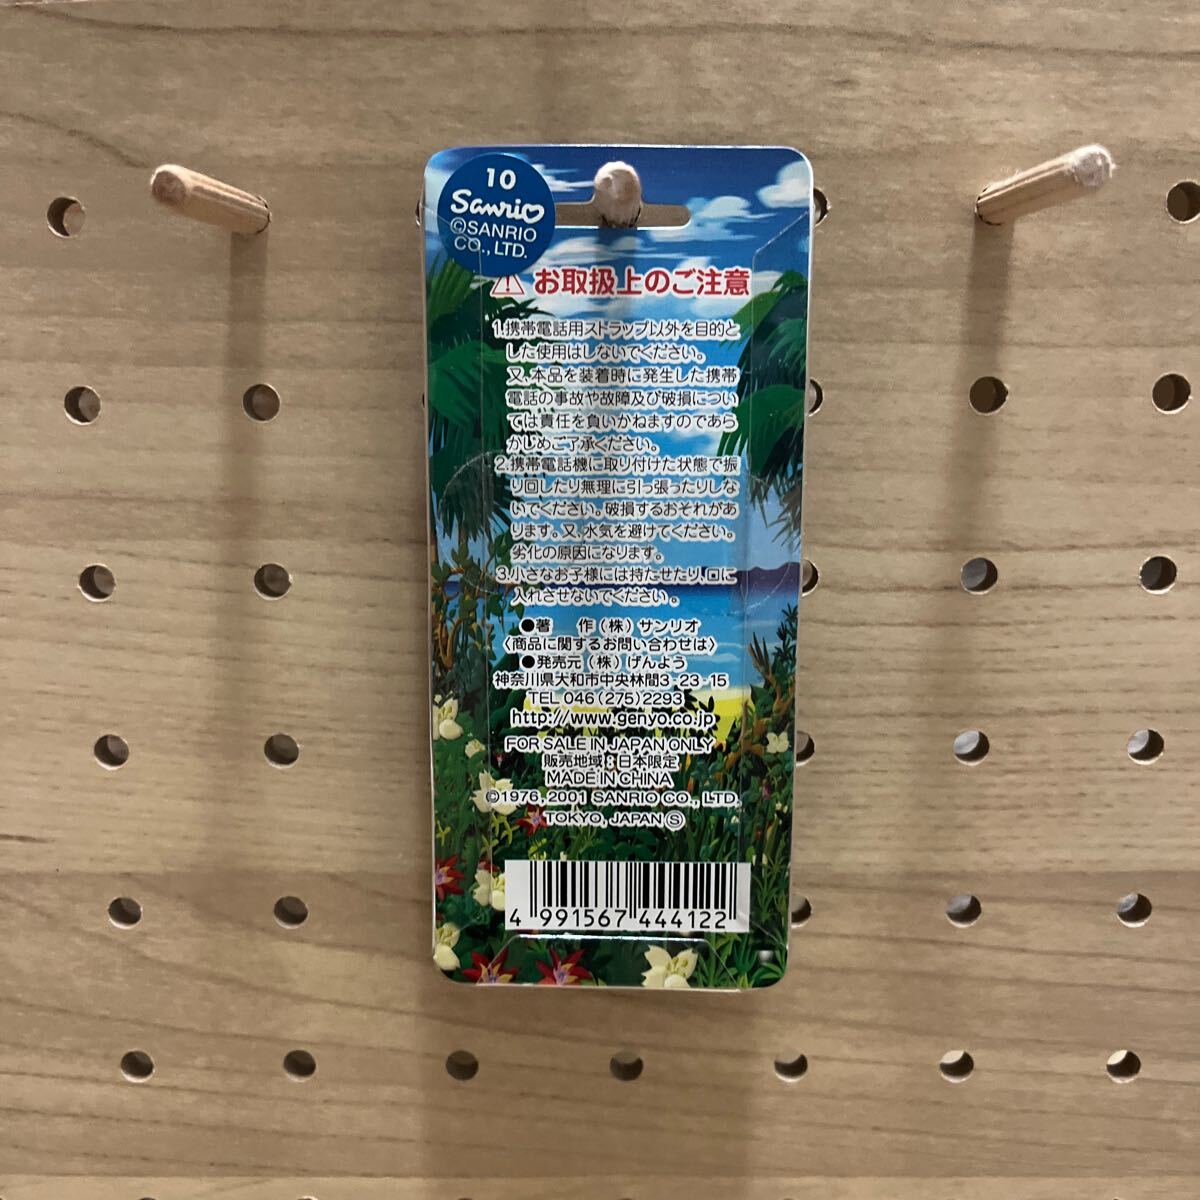 10
Sanrio
©SANRIO
CO., LTD.
お取扱上のご注意
1.携帯電話用ストラップ以外を目的と
した使用はしないでください。
又、本品を装着時に発生した携帯
電話の事故や故障及び破損につい
ては責任を負いかねますのであら
かじめご了承ください。
2.携帯電話機に取り付けた状態で振
り回したり無理に引っ張ったりしな
いでください。破損するおそれがあ
ります。又、水気を避けてください。
劣化の原因になります。
3.小さなお子様には持たせたり、口に
入れさせないでください。
●著　作(株)サンリオ
〈商品に関するお問い合わせは〉
●発売元(株)げんよう
神奈川県大和市中央林間3-23-15
TEL 046(275)2293
http://www.genyo.co.jp
FOR SALE IN JAPAN ONLY
販売地域：日本限定
MADE IN CHINA
©1976, 2001 SANRIO CO., LTD.
TOKYO, JAPAN Ⓢ
4 991567 444122